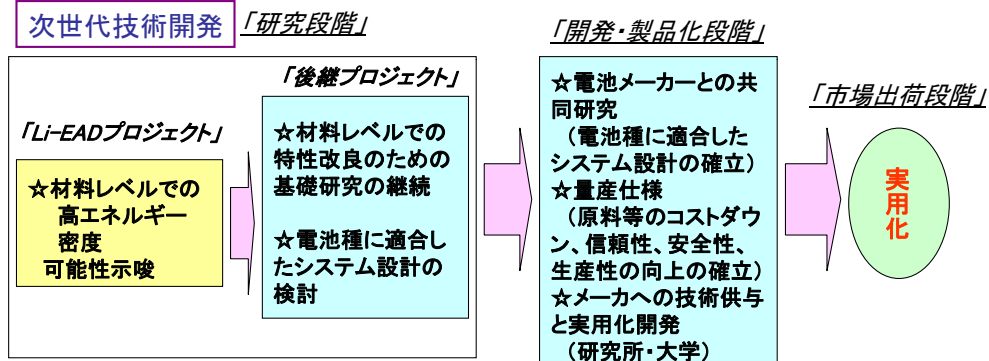 次世代技術開発
「研究段階」
「Li-EADプロジェクト」
☆材料レベルでの
高エネルギー
密度
可能性示唆
「後継プロジェクト」
☆材料レベルでの
特性改良のための
基礎研究の継続
☆電池種に適合し
たシステム設計の
検討
「開発・製品化段階」
☆電池メーカーとの共
同研究
（電池種に適合した
システム設計の確立）
☆量産仕様
（原料等のコストダウ
ン、信頼性、安全性、
生産性の向上の確立）
☆メーカへの技術供与
と実用化開発
（研究所・大学）
「市場出荷段階」
実
用
化